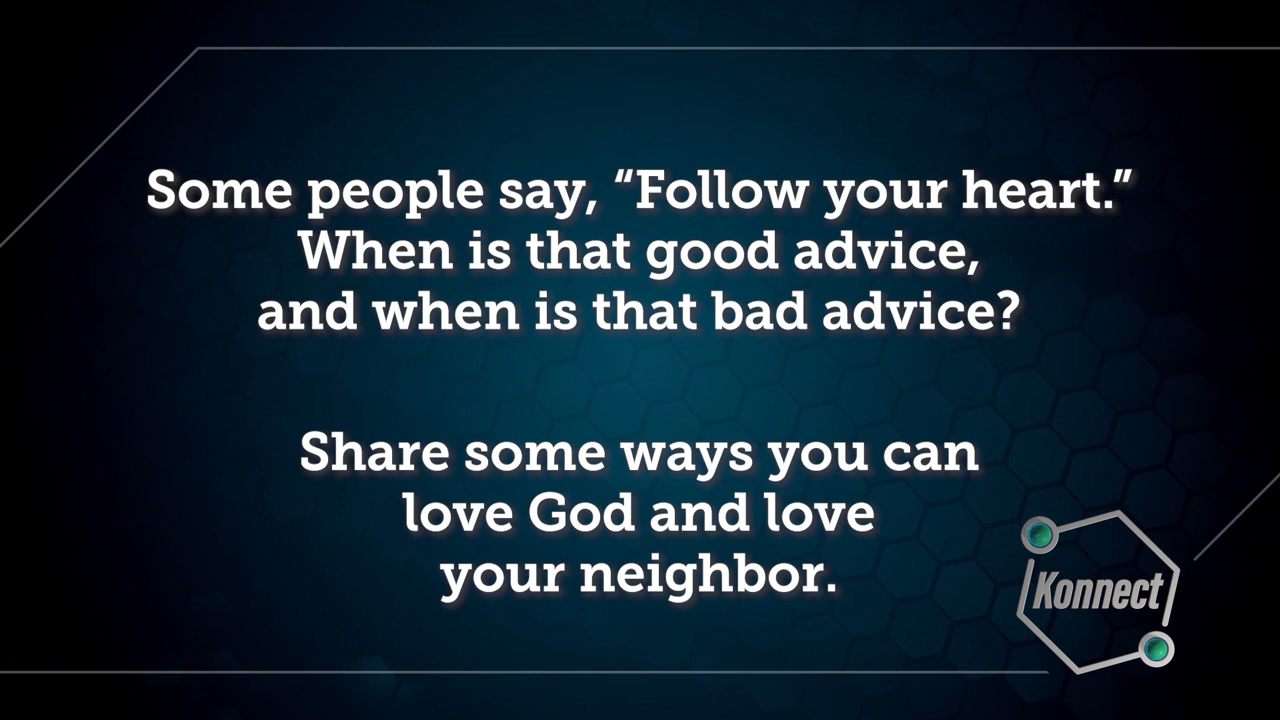 Some people say, “Follow your heart.”
When is that good advice,
and when is that bad advice?
Share some ways you can
love God and love
your neighbor.
Konnect